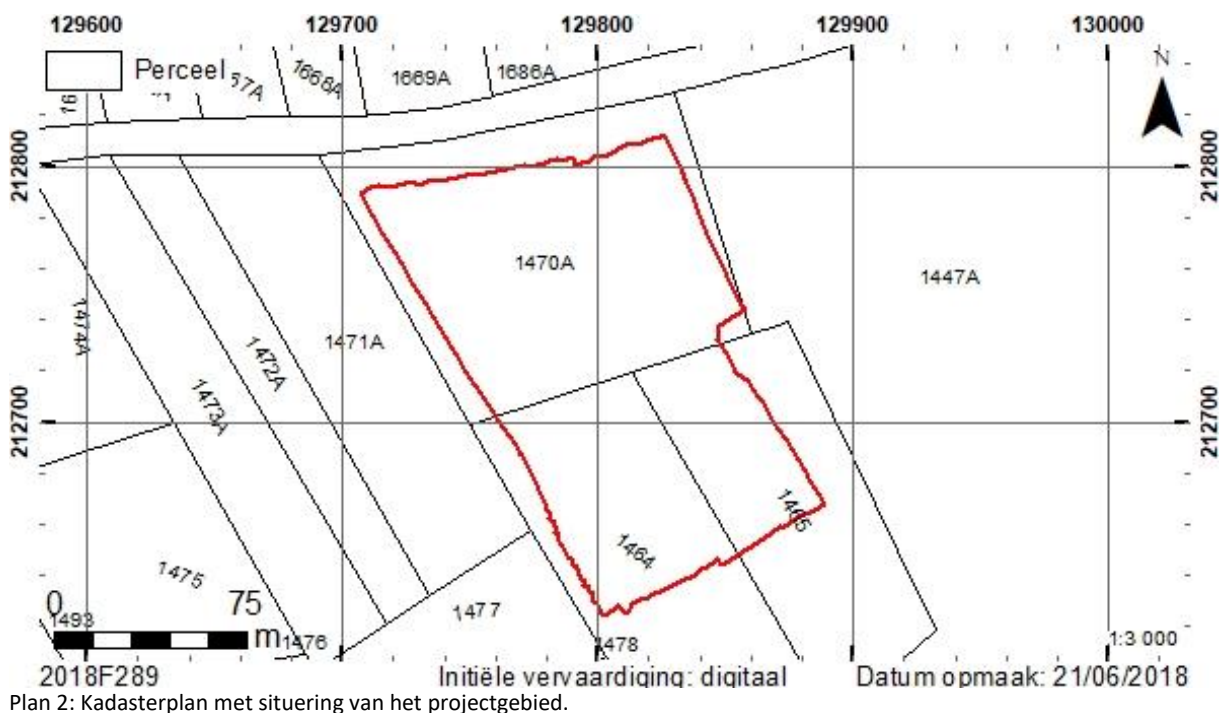 129600 129700 129800 129900 130000
Perceel
57A 1668A 1669A 1686A
N
212800 212800
1470A
1447A
1474A 1472A 1471A
1473A
212700 212700
1465
1464
1475
1477
0 75
m
1493 1476 1478 1:3 000
2018F289 Initiële vervaardiging: digitaal Datum opmaak: 21/06/2018
Plan 2: Kadasterplan met situering van het projectgebied.